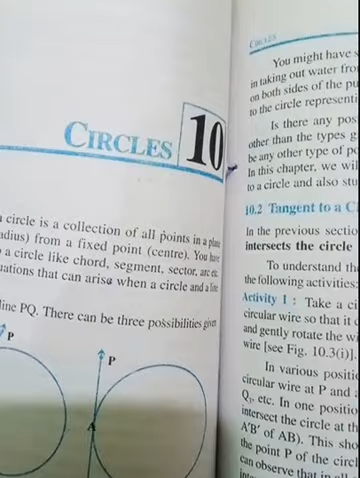 CIRCLES 10
a circle is a collection of all points in a plane
radius) from a fixed point (centre). You have
a circle like chord, segment, sector, arc etc.
uations that can arise when a circle and a line
line PQ. There can be three possibilities given
P
P
A
CIRCLES
You might have s
in taking out water fro
on both sides of the pu
to the circle representi
Is there any pos
other than the types
be any other type of po
In this chapter, we wil
to a circle and also stu
10.2 Tangent to a C
In the previous sectio
intersects the circle
To understand th
the following activities:
Activity 1 : Take a ci
circular wire so that it
and gently rotate the w
wire [see Fig. 10.3(i)].
In various positi
circular wire at P and
Q₃, etc. In one positio
intersect the circle at th
A′B′ of AB). This sho
the point P of the circl
can observe that in all